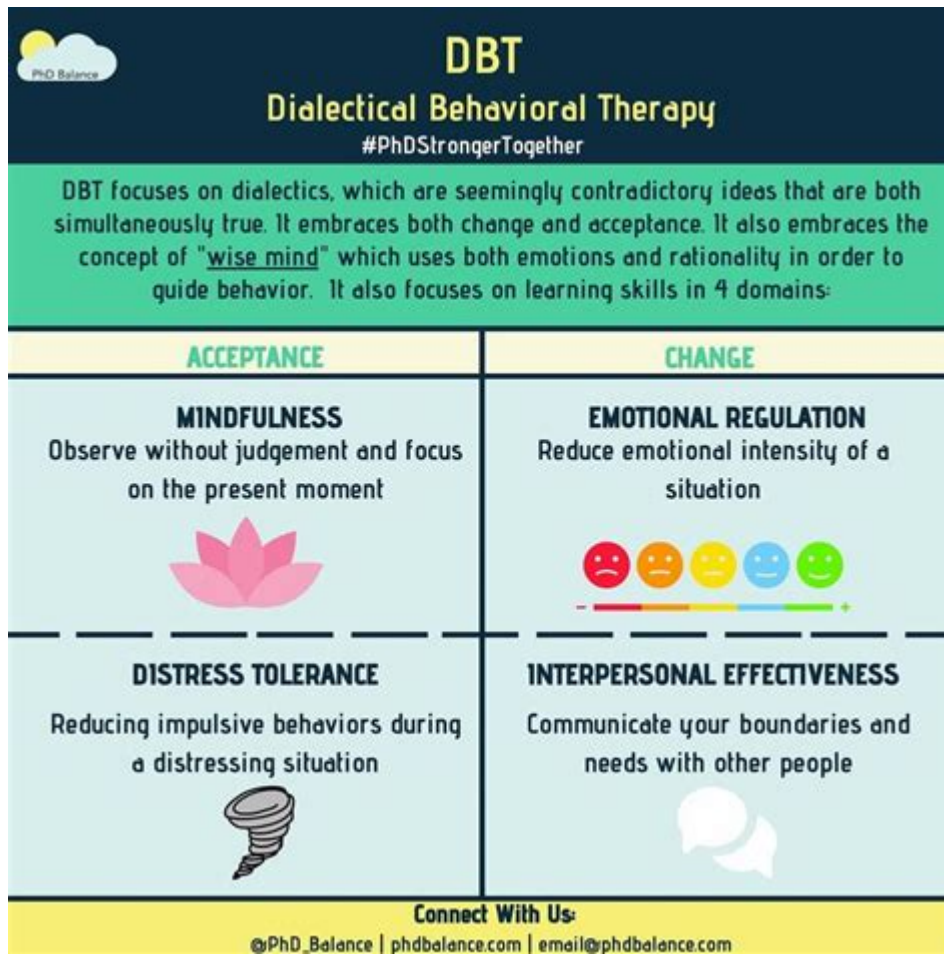 PhD Balance
DBT
Dialectical Behavioral Therapy
#PhDStrongerTogether
DBT focuses on dialectics, which are seemingly contradictory ideas that are both
simultaneously true. It embraces both change and acceptance. It also embraces the
concept of "wise mind" which uses both emotions and rationality in order to
guide behavior. It also focuses on learning skills in 4 domains:
ACCEPTANCE
CHANGE
MINDFULNESS
Observe without judgement and focus
on the present moment
EMOTIONAL REGULATION
Reduce emotional intensity of a
situation
- +
DISTRESS TOLERANCE
Reducing impulsive behaviors during
a distressing situation
INTERPERSONAL EFFECTIVENESS
Communicate your boundaries and
needs with other people
Connect With Us:
@PhD_Balance | phdbalance.com | email@phdbalance.com